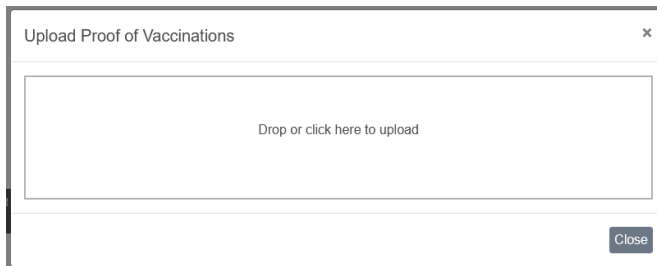 Upload Proof of Vaccinations
×
Drop or click here to upload
Close